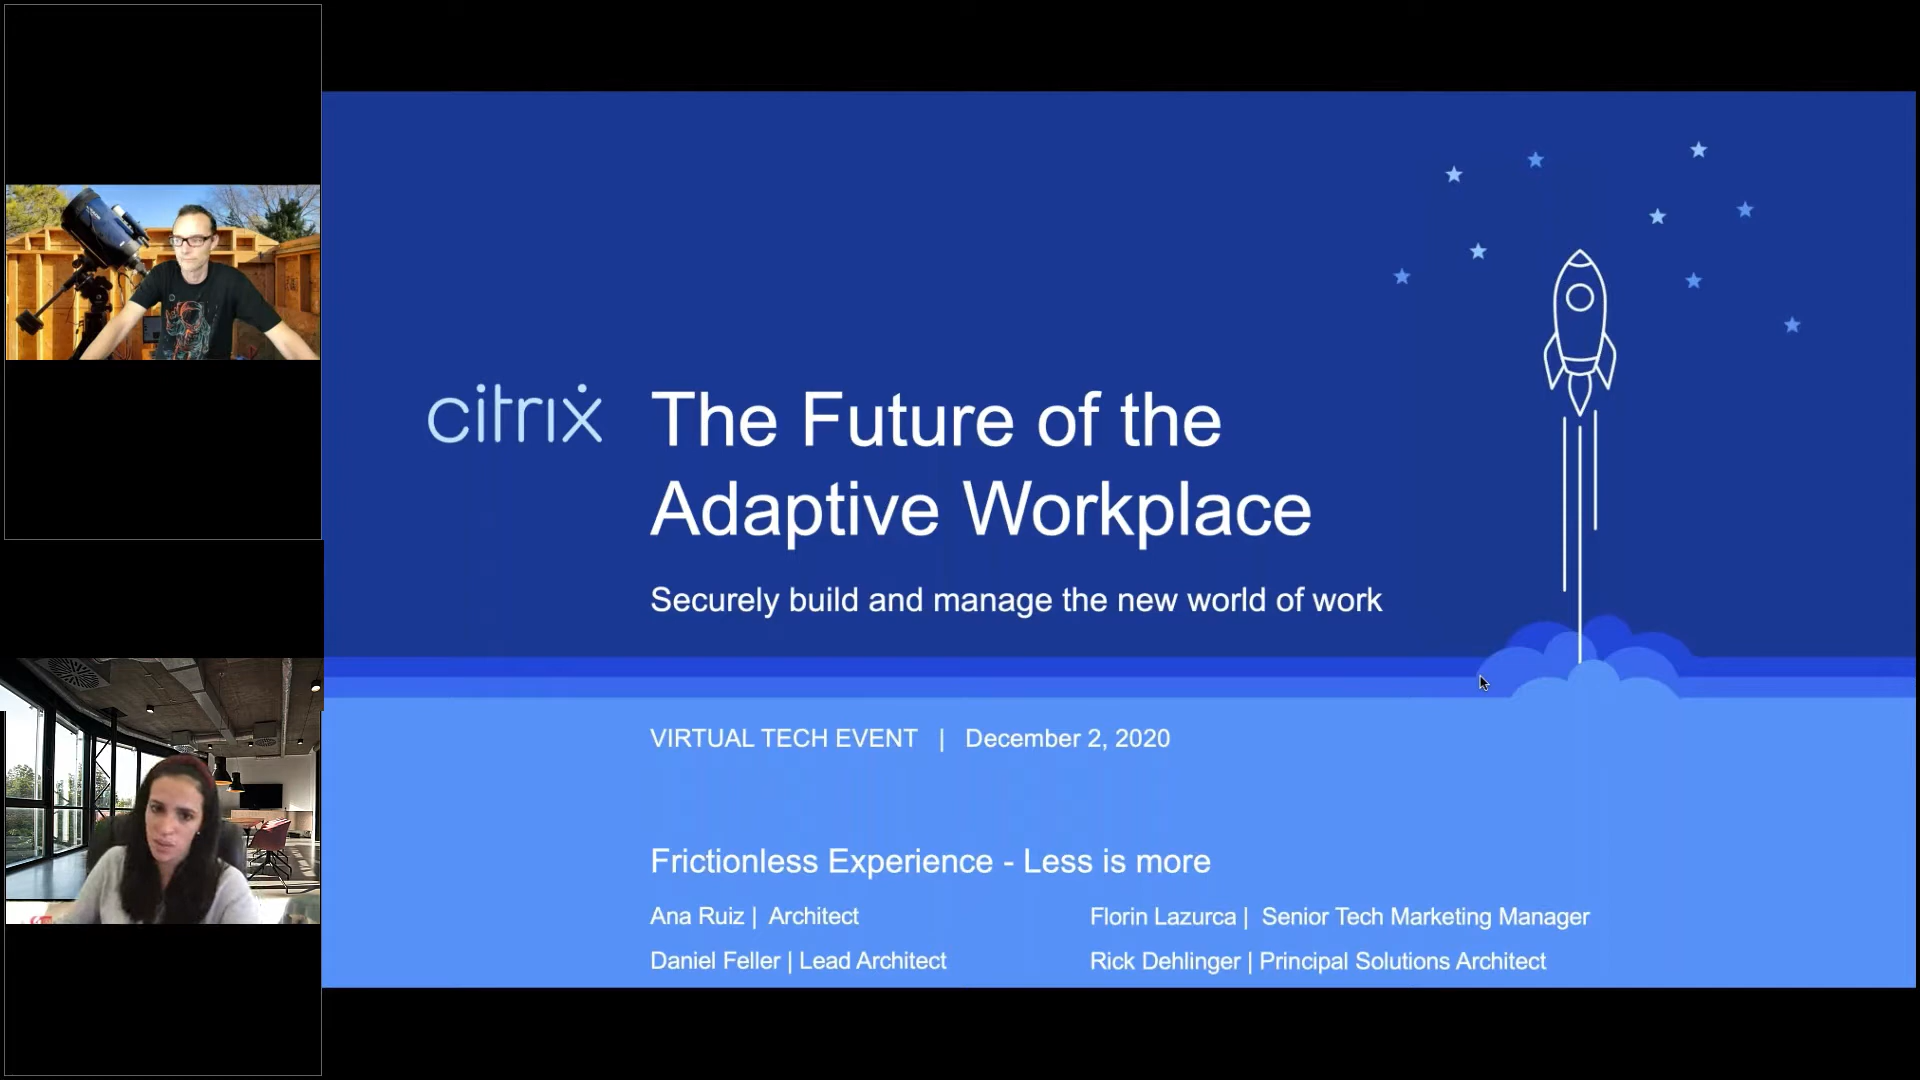 citrix
The Future of the
Adaptive Workplace
Securely build and manage the new world of work
VIRTUAL TECH EVENT | December 2, 2020
Frictionless Experience - Less is more
Ana Ruiz | Architect
Florin Lazurca | Senior Tech Marketing Manager
Daniel Feller | Lead Architect
Rick Dehlinger | Principal Solutions Architect